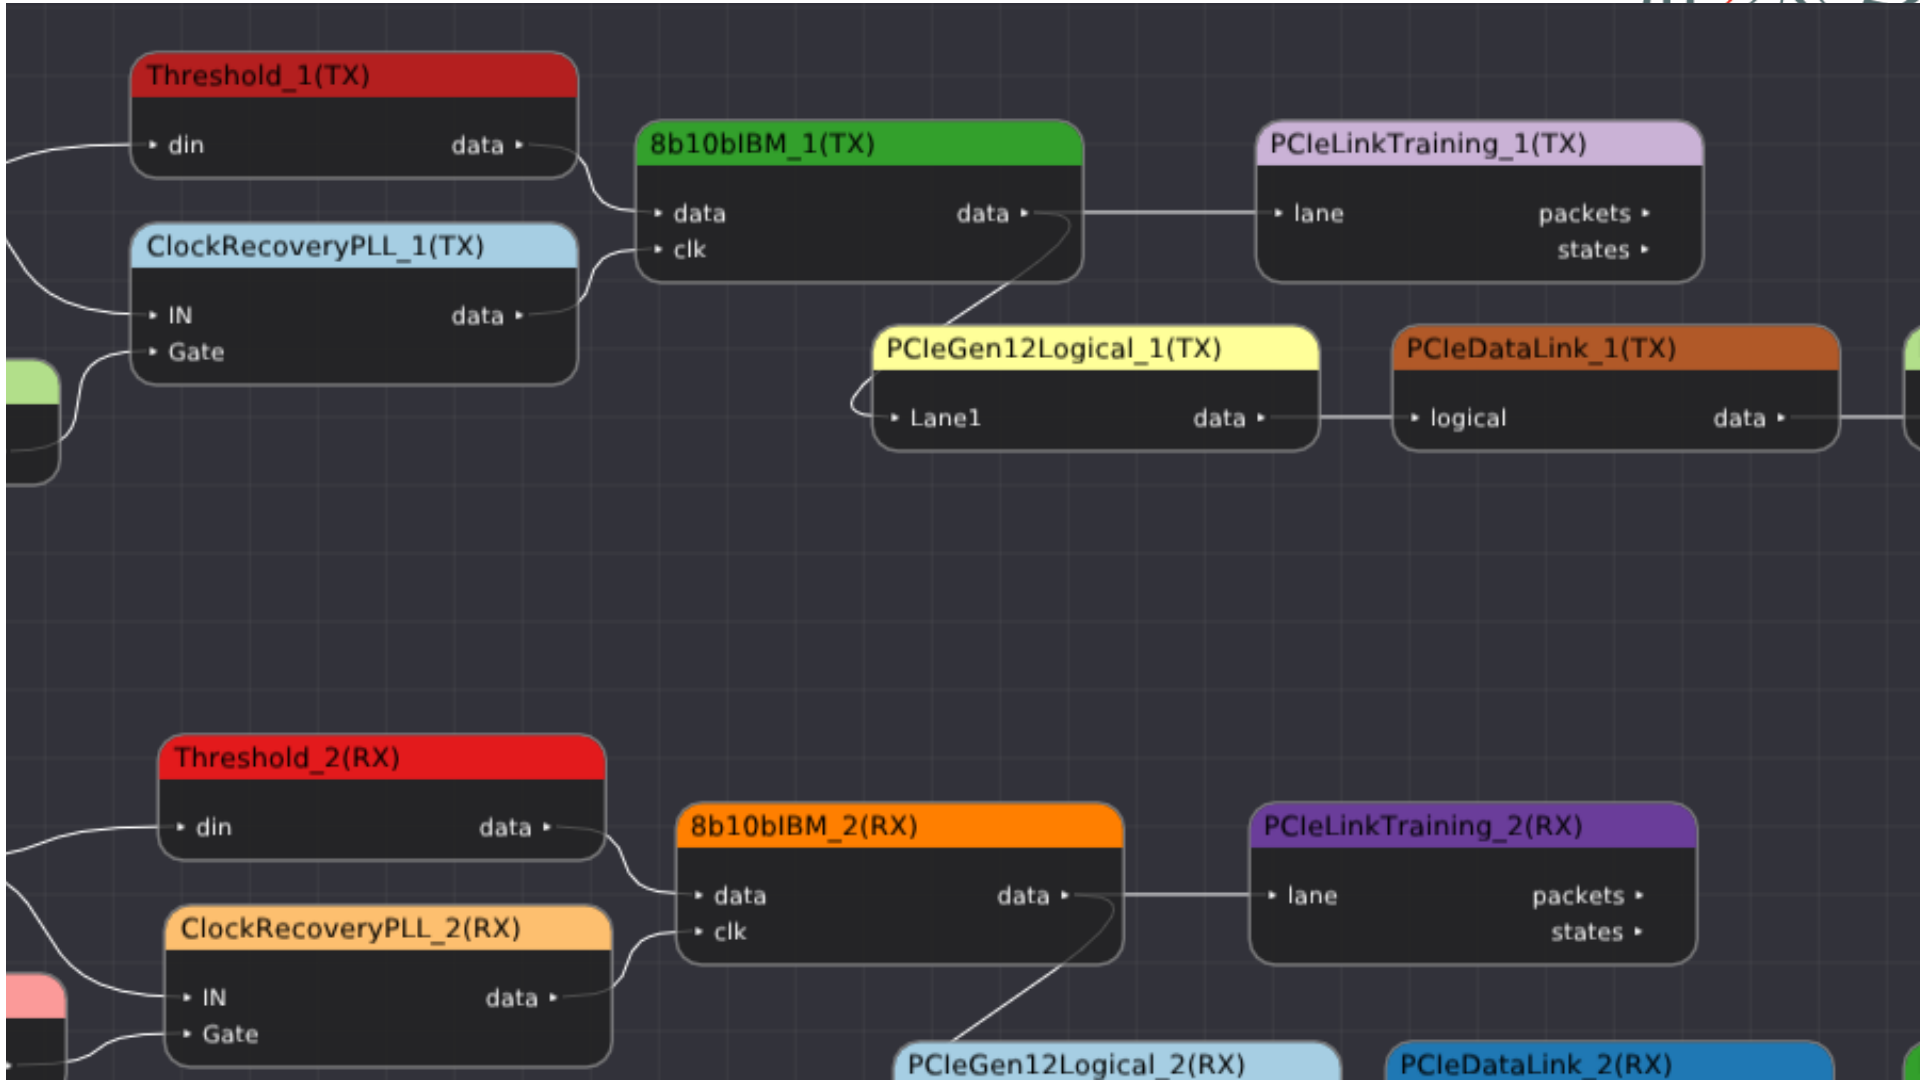 Threshold_1(TX)
din data
8b10bIBM_1(TX)
data data
clk
PCIeLinkTraining_1(TX)
lane packets
states
ClockRecoveryPLL_1(TX)
IN data
Gate
PCIeGen12Logical_1(TX)
Lane1 data
PCIeDataLink_1(TX)
logical data
Threshold_2(RX)
din data
8b10bIBM_2(RX)
data data
clk
PCIeLinkTraining_2(RX)
lane packets
states
ClockRecoveryPLL_2(RX)
IN data
Gate
PCIeGen12Logical_2(RX)
PCIeDataLink_2(RX)